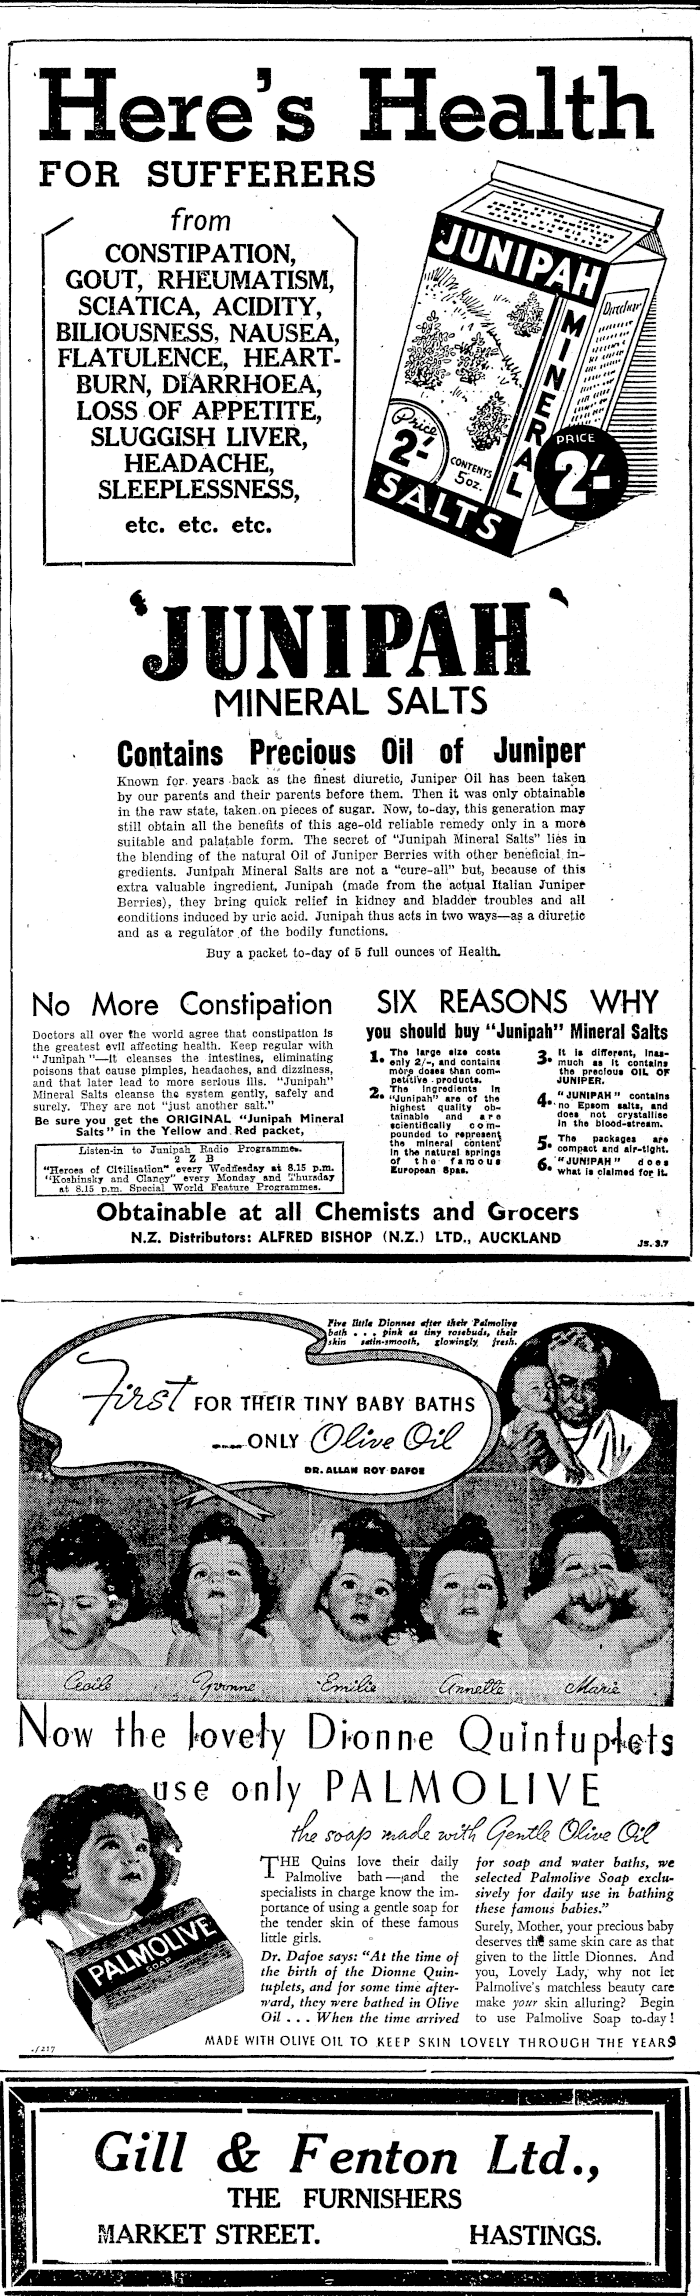 Here's Health
FOR SUFFERERS
from
CONSTIPATION,
GOUT, RHEUMATISM,
SCIATICA, ACIDITY,
BILIOUSNESS, NAUSEA,
FLATULENCE, HEART-
BURN, DIARRHOEA,
LOSS OF APPETITE,
SLUGGISH LIVER,
HEADACHE,
SLEEPLESSNESS,
etc. etc. etc.
JUNIPAH
MINERAL
SALTS
Price
2'-
CONTENTS
5oz.
PRICE
2'-
'JUNIPAH'
MINERAL SALTS
Contains Precious Oil of Juniper
Known for years back as the finest diuretic, Juniper Oil has been taken
by our parents and their parents before them. Then it was only obtainable
in the raw state, taken on pieces of sugar. Now, to-day, this generation may
still obtain all the benefits of this age-old reliable remedy only in a more
suitable and palatable form. The secret of "Junipah Mineral Salts" lies in
the blending of the natural Oil of Juniper Berries with other beneficial in-
gredients. Junipah Mineral Salts are not a "cure-all" but, because of this
extra valuable ingredient, Junipah (made from the actual Italian Juniper
Berries), they bring quick relief in kidney and bladder troubles and all
conditions induced by uric acid. Junipah thus acts in two ways—as a diuretic
and as a regulator of the bodily functions.
Buy a packet to-day of 5 full ounces of Health.
No More Constipation
Doctors all over the world agree that constipation is
the greatest evil affecting health. Keep regular with
"Junipah"—it cleanses the intestines, eliminating
poisons that cause pimples, headaches, and dizziness,
and that later lead to more serious ills. "Junipah"
Mineral Salts cleanse the system gently, safely and
surely. They are not "just another salt."
Be sure you get the ORIGINAL "Junipah Mineral
Salts" in the Yellow and Red packet,
Listen-in to Junipah Radio Programmes.
2 Z B
"Heroes of Civilisation" every Wednesday at 8.15 p.m.
"Koshinsky and Clancy" every Monday and Thursday
at 8.15 p.m. Special World Feature Programmes.
SIX REASONS WHY
you should buy "Junipah" Mineral Salts
1. The large size costs
only 2/-, and contains
more doses than com-
petitive products.
2. The ingredients in
"Junipah" are of the
highest quality ob-
tainable and are
scientifically com-
pounded to represent
the mineral content
in the natural springs
of the famous
European Spas.
3. It is different, inas-
much as it contains
the precious OIL OF
JUNIPER.
4. "JUNIPAH" contains
no Epsom salts, and
does not crystallise
in the blood-stream.
5. The packages are
compact and air-tight.
6. "JUNIPAH" does
what is claimed for it.
Obtainable at all Chemists and Grocers
N.Z. Distributors: ALFRED BISHOP (N.Z.) LTD., AUCKLAND
JS.3.7
Five little Dionnes after their Palmolive
bath . . . pink as tiny rosebuds, their
skin satin-smooth, glowingly fresh.
First FOR THEIR TINY BABY BATHS
....ONLY Olive Oil
DR. ALLAN ROY DAFOE
Cecile Yvonne Emilie Annette Marie
Now the lovely Dionne Quintuplets
use only PALMOLIVE
the soap made with Gentle Olive Oil
PALMOLIVE
SOAP
THE Quins love their daily
Palmolive bath—and the
specialists in charge know the im-
portance of using a gentle soap for
the tender skin of these famous
little girls.
Dr. Dafoe says: "At the time of
the birth of the Dionne Quin-
tuplets, and for some time after-
ward, they were bathed in Olive
Oil . . . When the time arrived
for soap and water baths, we
selected Palmolive Soap exclu-
sively for daily use in bathing
these famous babies."
Surely, Mother, your precious baby
deserves the same skin care as that
given to the little Dionnes. And
you, Lovely Lady, why not let
Palmolive's matchless beauty care
make your skin alluring? Begin
to use Palmolive Soap to-day!
MADE WITH OLIVE OIL TO KEEP SKIN LOVELY THROUGH THE YEARS
Gill & Fenton Ltd.,
THE FURNISHERS
MARKET STREET. HASTINGS.